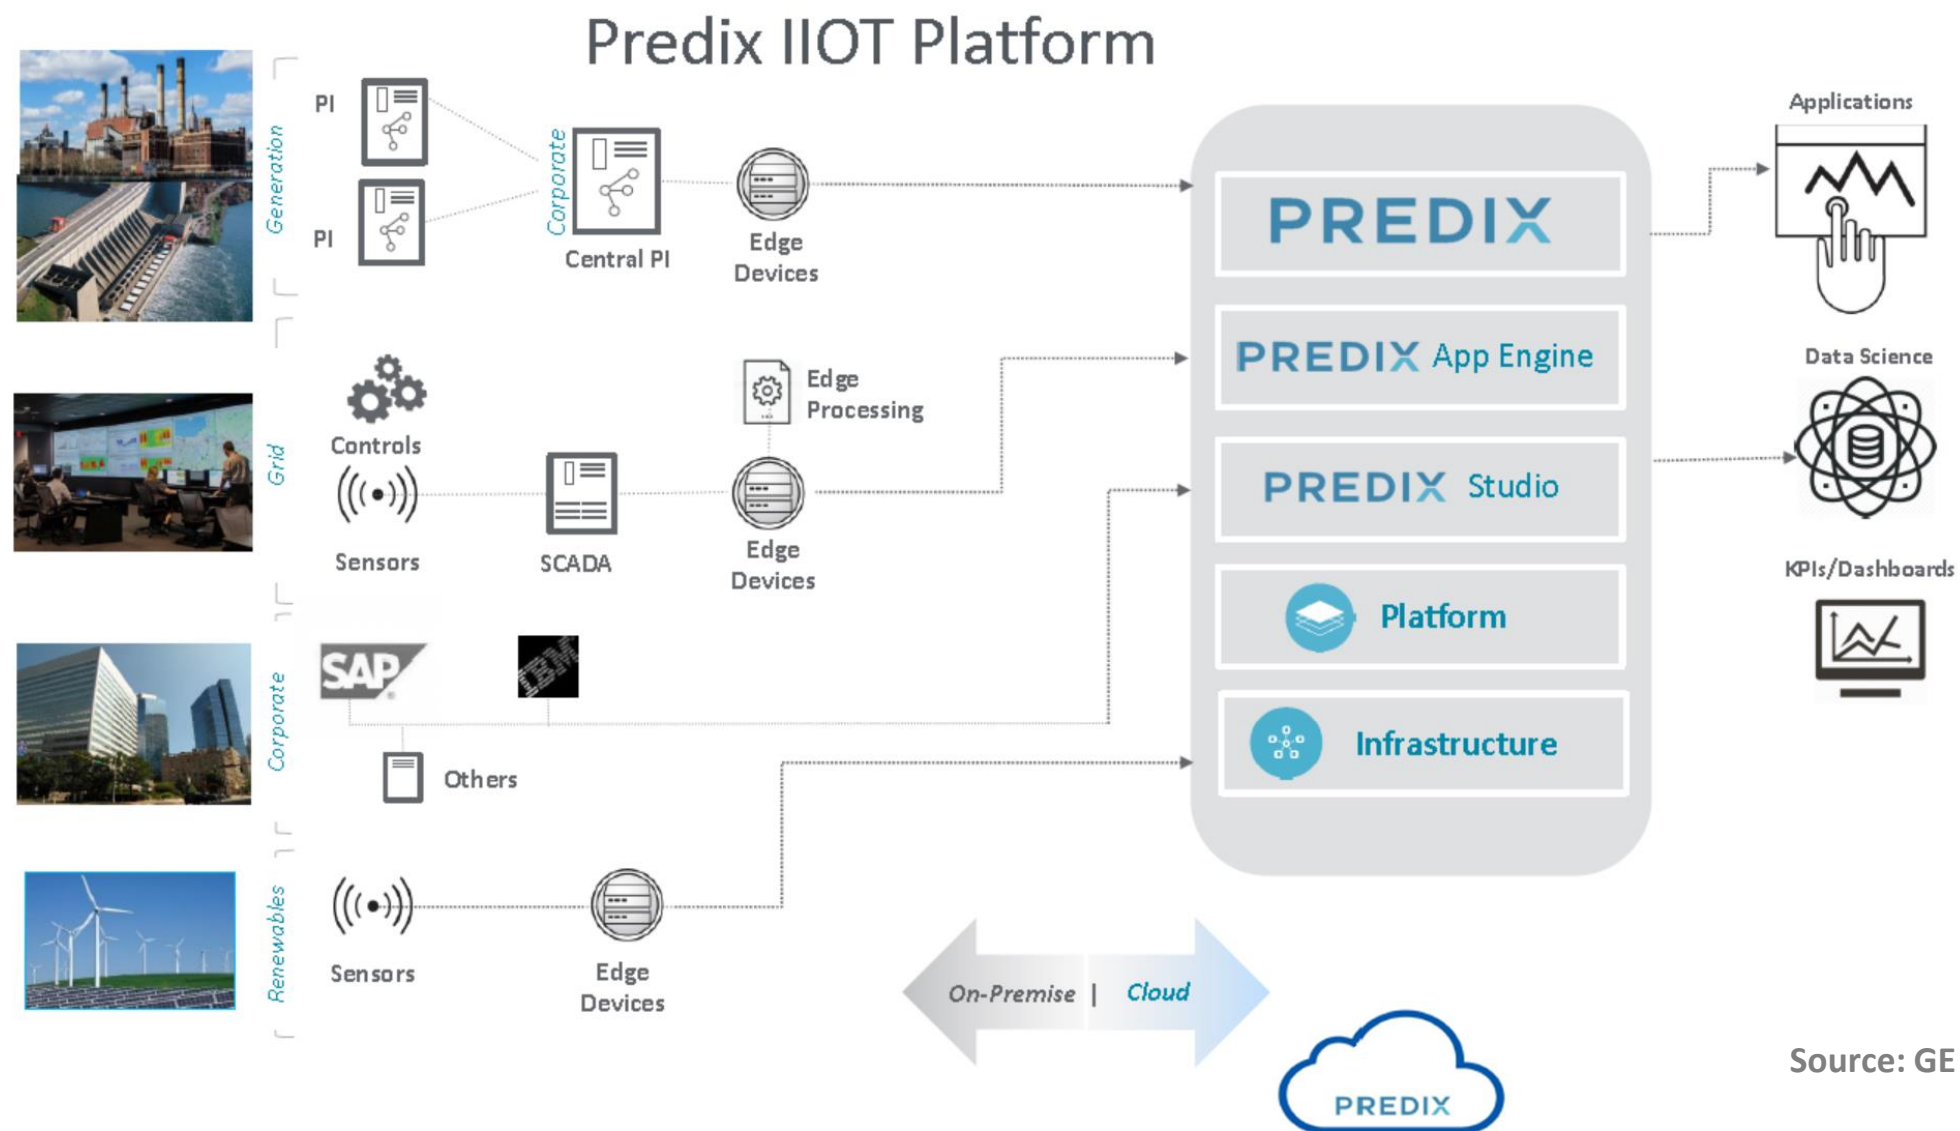 Predix IIOT Platform
Generation
PI
PI
Corporate
Central PI
Edge
Devices
Grid
Controls
Sensors
SCADA
Edge
Processing
Edge
Devices
Corporate
SAP
®
IBM
Others
Renewables
Sensors
Edge
Devices
PREDIX
PREDIX App Engine
PREDIX Studio
Platform
Infrastructure
Applications
Data Science
KPIs/Dashboards
On-Premise | Cloud
PREDIX
Source: GE